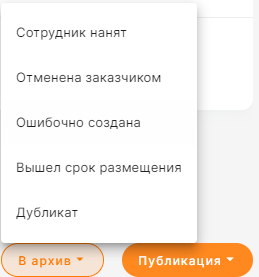 Сотрудник нанят
Отменена заказчиком
Ошибочно создана
Вышел срок размещения
Дубликат
В архив
Публикация